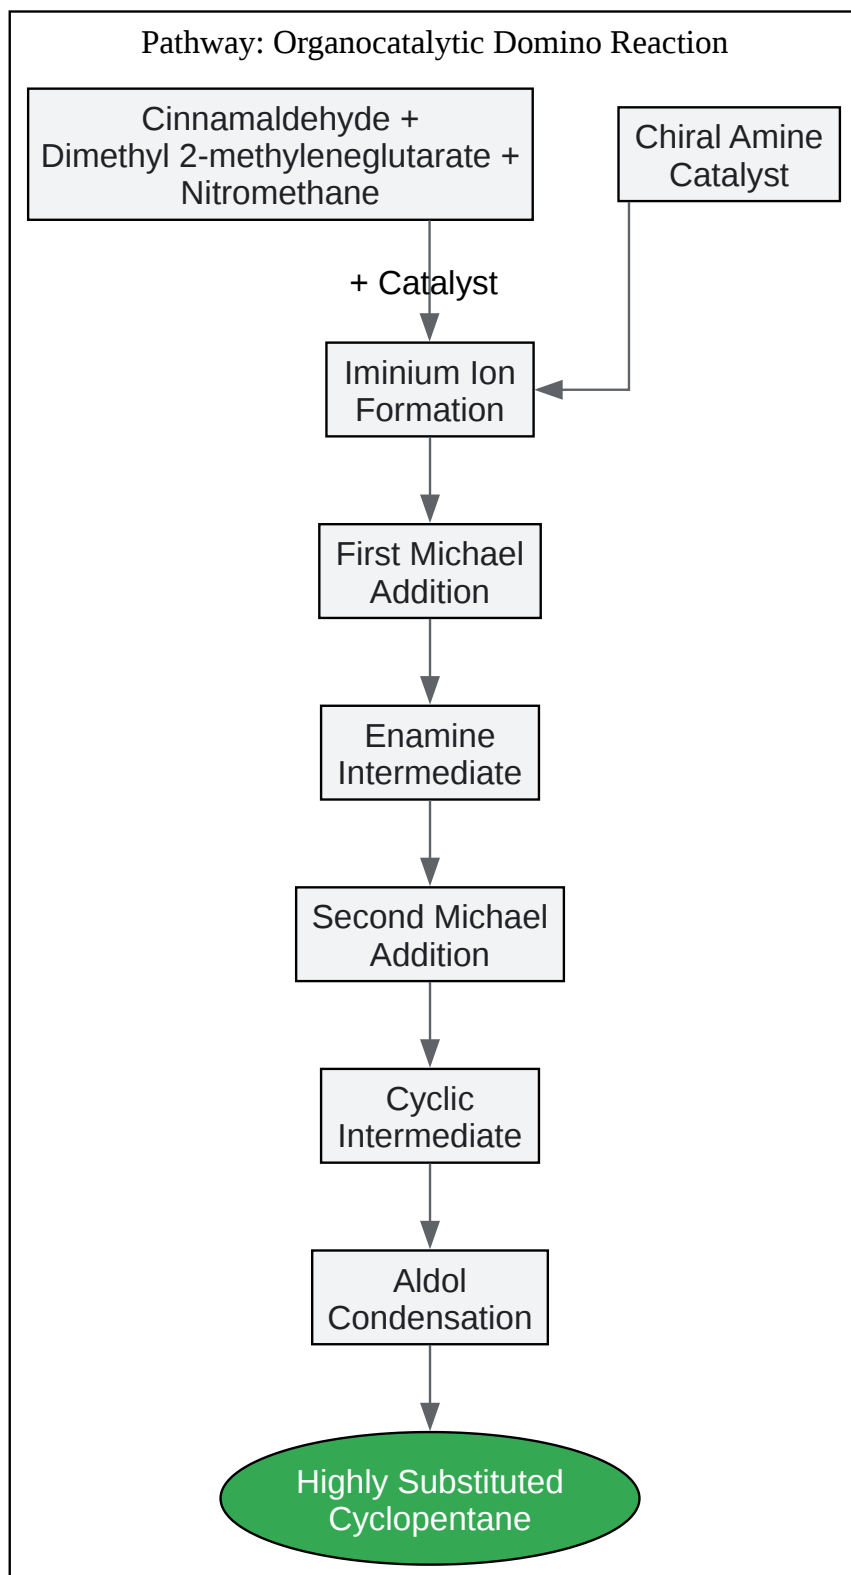 Pathway: Organocatalytic Domino Reaction
Cinnamaldehyde +
Dimethyl 2-methyleneglutarate +
Nitromethane
Chiral Amine
Catalyst
+ Catalyst
Iminium Ion
Formation
First Michael
Addition
Enamine
Intermediate
Second Michael
Addition
Cyclic
Intermediate
Aldol
Condensation
Highly Substituted
Cyclopentane